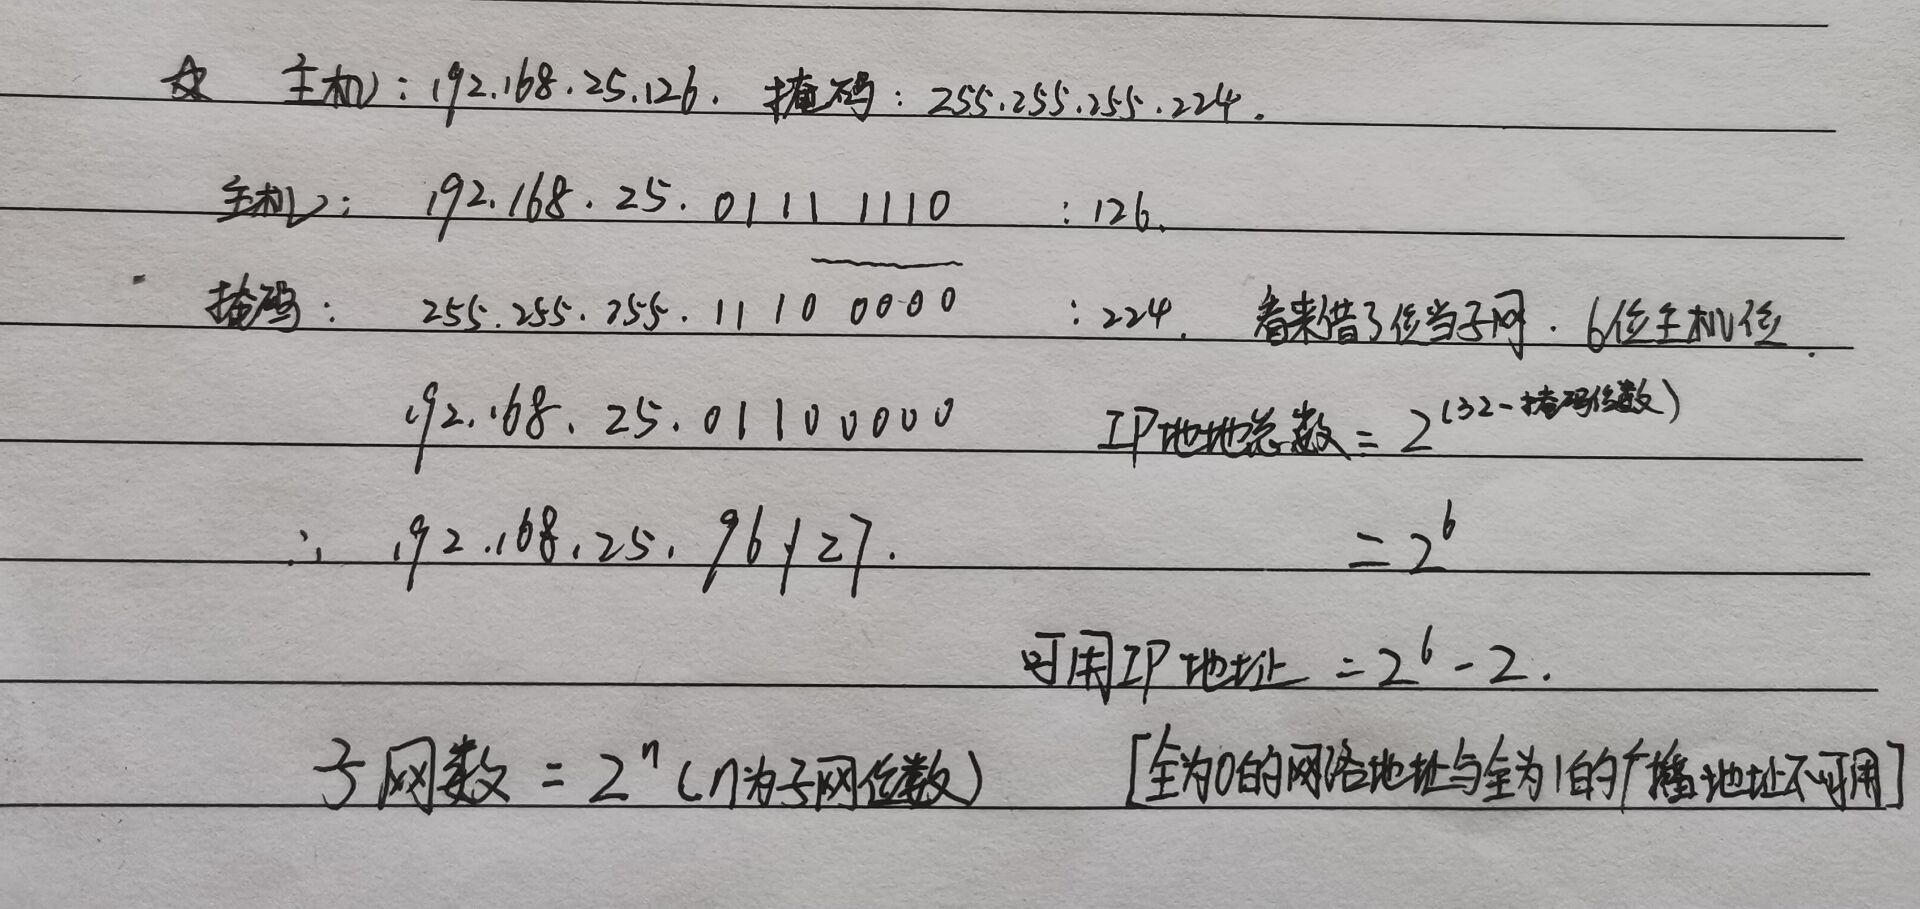 ☆ 主机:192.168.25.126. 掩码:255.255.255.224.
主机: 192.168.25.0111 1110 :126.
掩码: 255.255.255.1110 0000 :224. 看来借了位当子网.6位主机位.
192.168.25.01100000 IP地地总数=2^(32-掩码位数)
∴ 192.168.25.96/27. =2^6
可用IP地址=2^6-2.
子网数=2^n(n为子网位数) [全为0的网络地址与全为1的广播地址不可用]